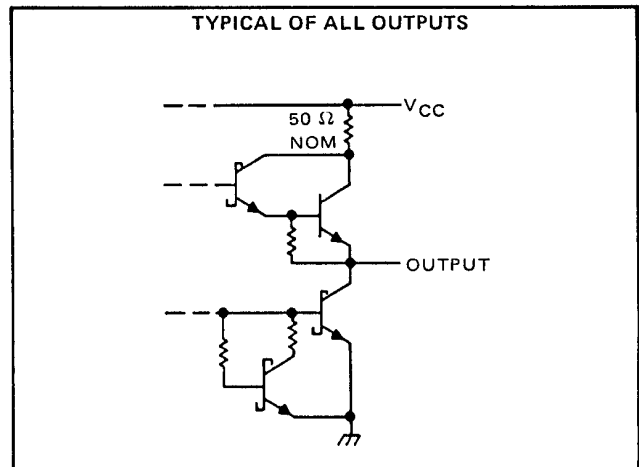 TYPICAL OF ALL OUTPUTS
VCC
50 Ω
NOM
OUTPUT